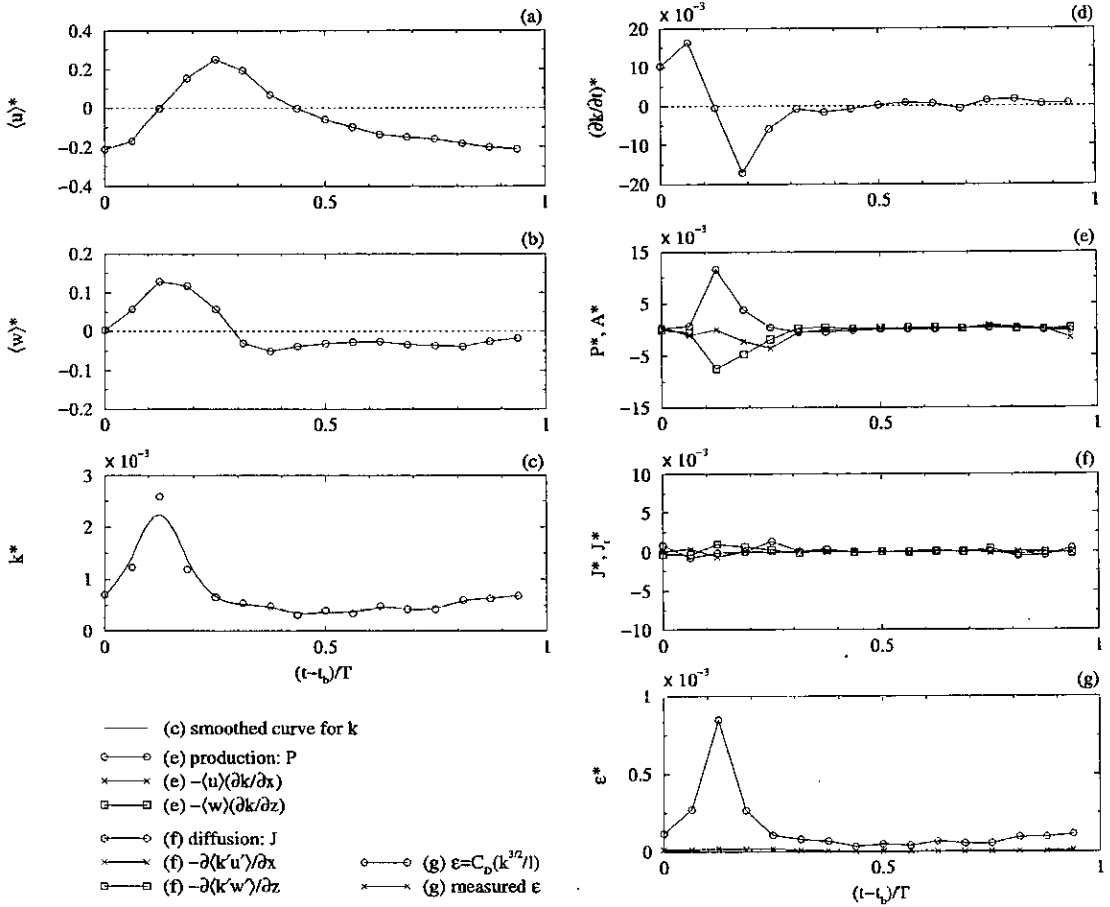 (a)
0.4
0.2
0
−0.2
−0.4
⟨u⟩*
0
0.5
1
(b)
0.2
0.1
0
−0.1
−0.2
⟨w⟩*
0
0.5
1
× 10⁻³
(c)
3
2
1
0
k*
0
0.5
1
(t−t_b)/T
—— (c) smoothed curve for k
(e) production: P
(e) −⟨u⟩(∂k/∂x)
(e) −⟨w⟩(∂k/∂z)
(f) diffusion: J
(f) −∂⟨k'u'⟩/∂x
(f) −∂⟨k'w'⟩/∂z
(g) ε=C_D(k^{3/2}/l)
(g) measured ε
× 10⁻³
(d)
20
10
0
−10
−20
(∂k/∂t)*
0
0.5
1
× 10⁻³
(e)
15
5
−5
−15
P*, A*
0
0.5
1
× 10⁻³
(f)
10
5
0
−5
−10
J*, J_t*
0
0.5
1
× 10⁻³
(g)
1
0.5
0
ε*
0
0.5
1
(t−t_b)/T